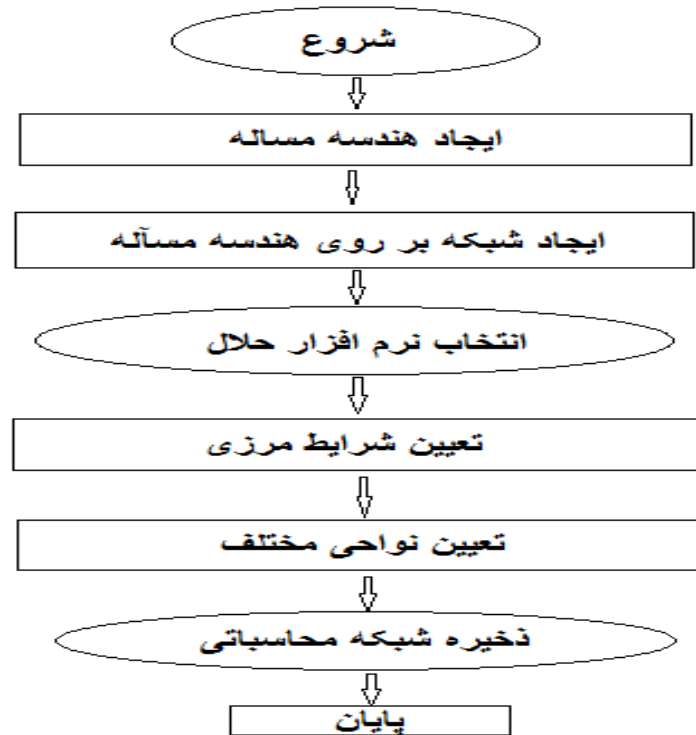 شروع
ایجاد هندسه مساله
ایجاد شبکه بر روی هندسه مسآله
انتخاب نرم افزار حلال
تعیین شرایط مرزی
تعیین نواحی مختلف
ذخیره شبکه محاسباتی
پایان